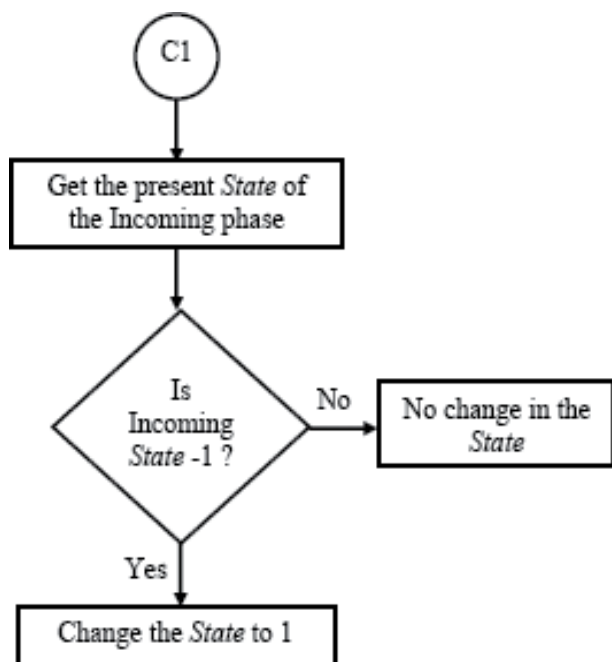 C1
Get the present State of
the Incoming phase
Is
Incoming
State -1 ?
No
No change in the
State
Yes
Change the State to 1